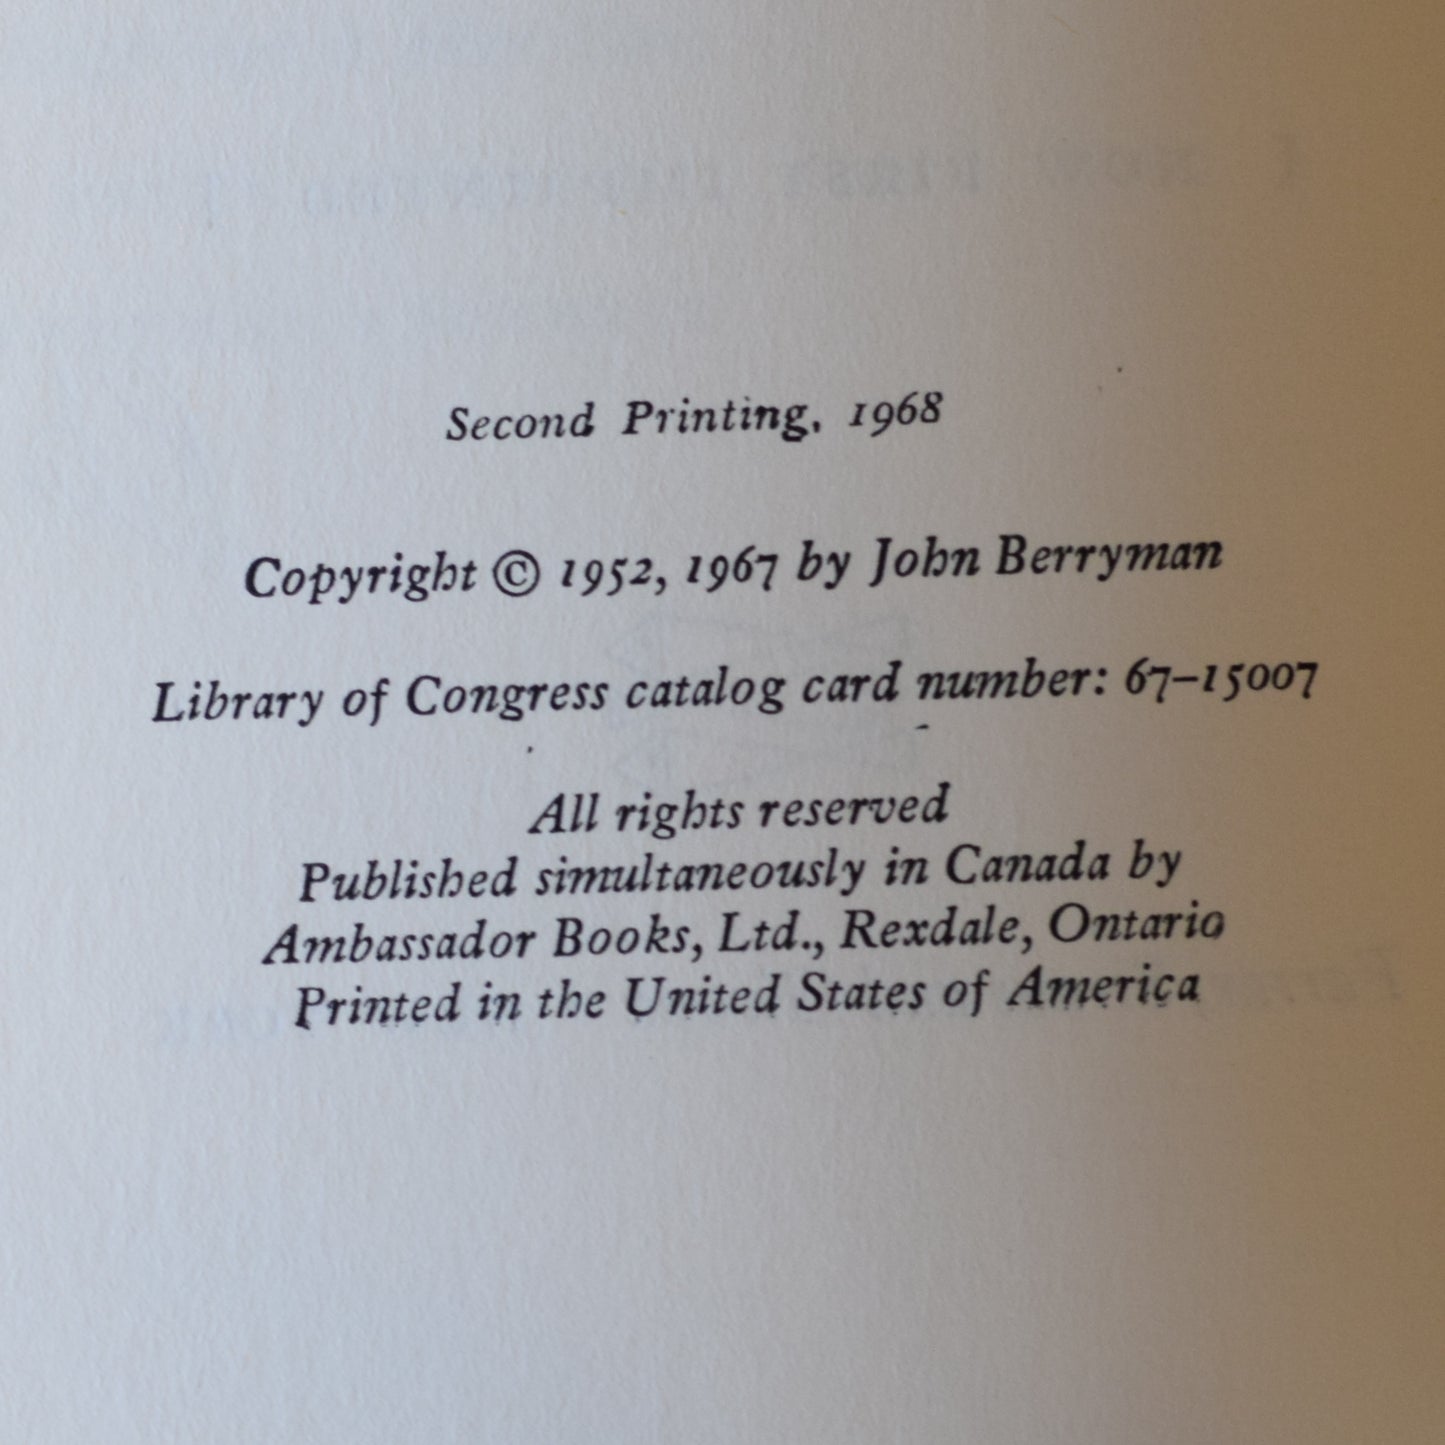 Second Printing, 1968
Copyright © 1952, 1967 by John Berryman
Library of Congress catalog card number: 67–15007
All rights reserved
Published simultaneously in Canada by
Ambassador Books, Ltd., Rexdale, Ontario
Printed in the United States of America